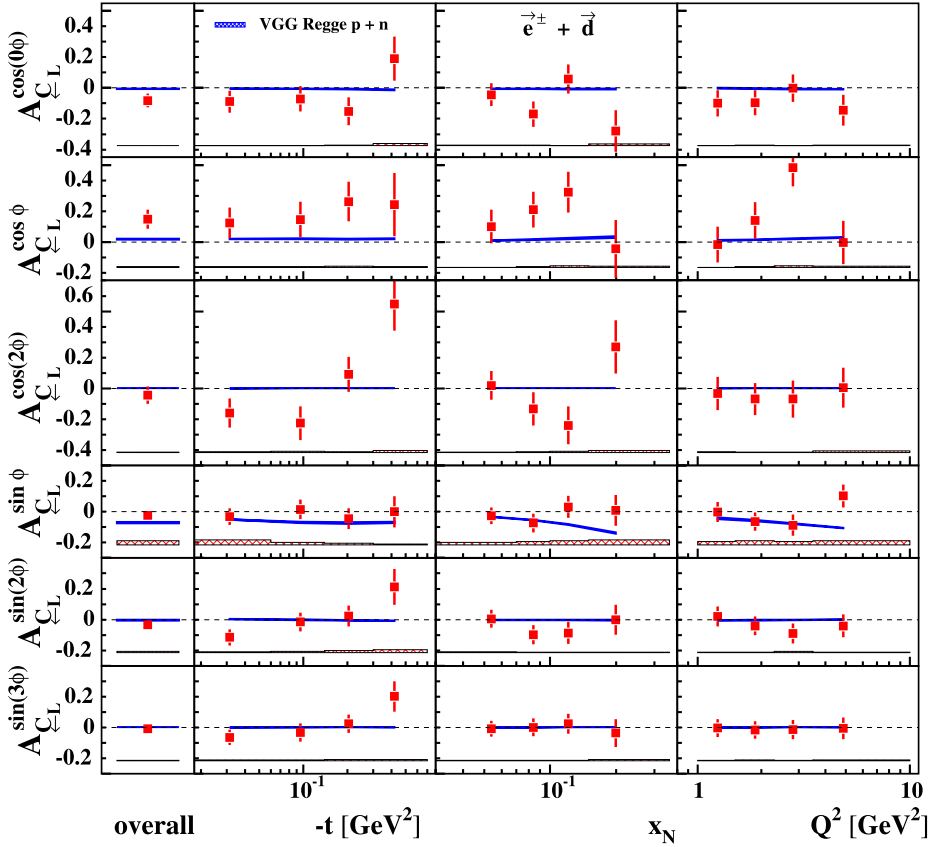 VGG Regge p + n
e± + d
A C L cos(0ϕ)
0.4
0.2
0
-0.2
-0.4
A C L cos ϕ
0.4
0.2
0
-0.2
A C L cos(2ϕ)
0.6
0.4
0.2
0
-0.2
-0.4
A C L sin ϕ
0
-0.2
A C L sin(2ϕ)
0.2
0
-0.2
A C L sin(3ϕ)
0.2
0
-0.2
10⁻¹ 10⁻¹ 1 10
overall -t [GeV²] x_N Q² [GeV²]